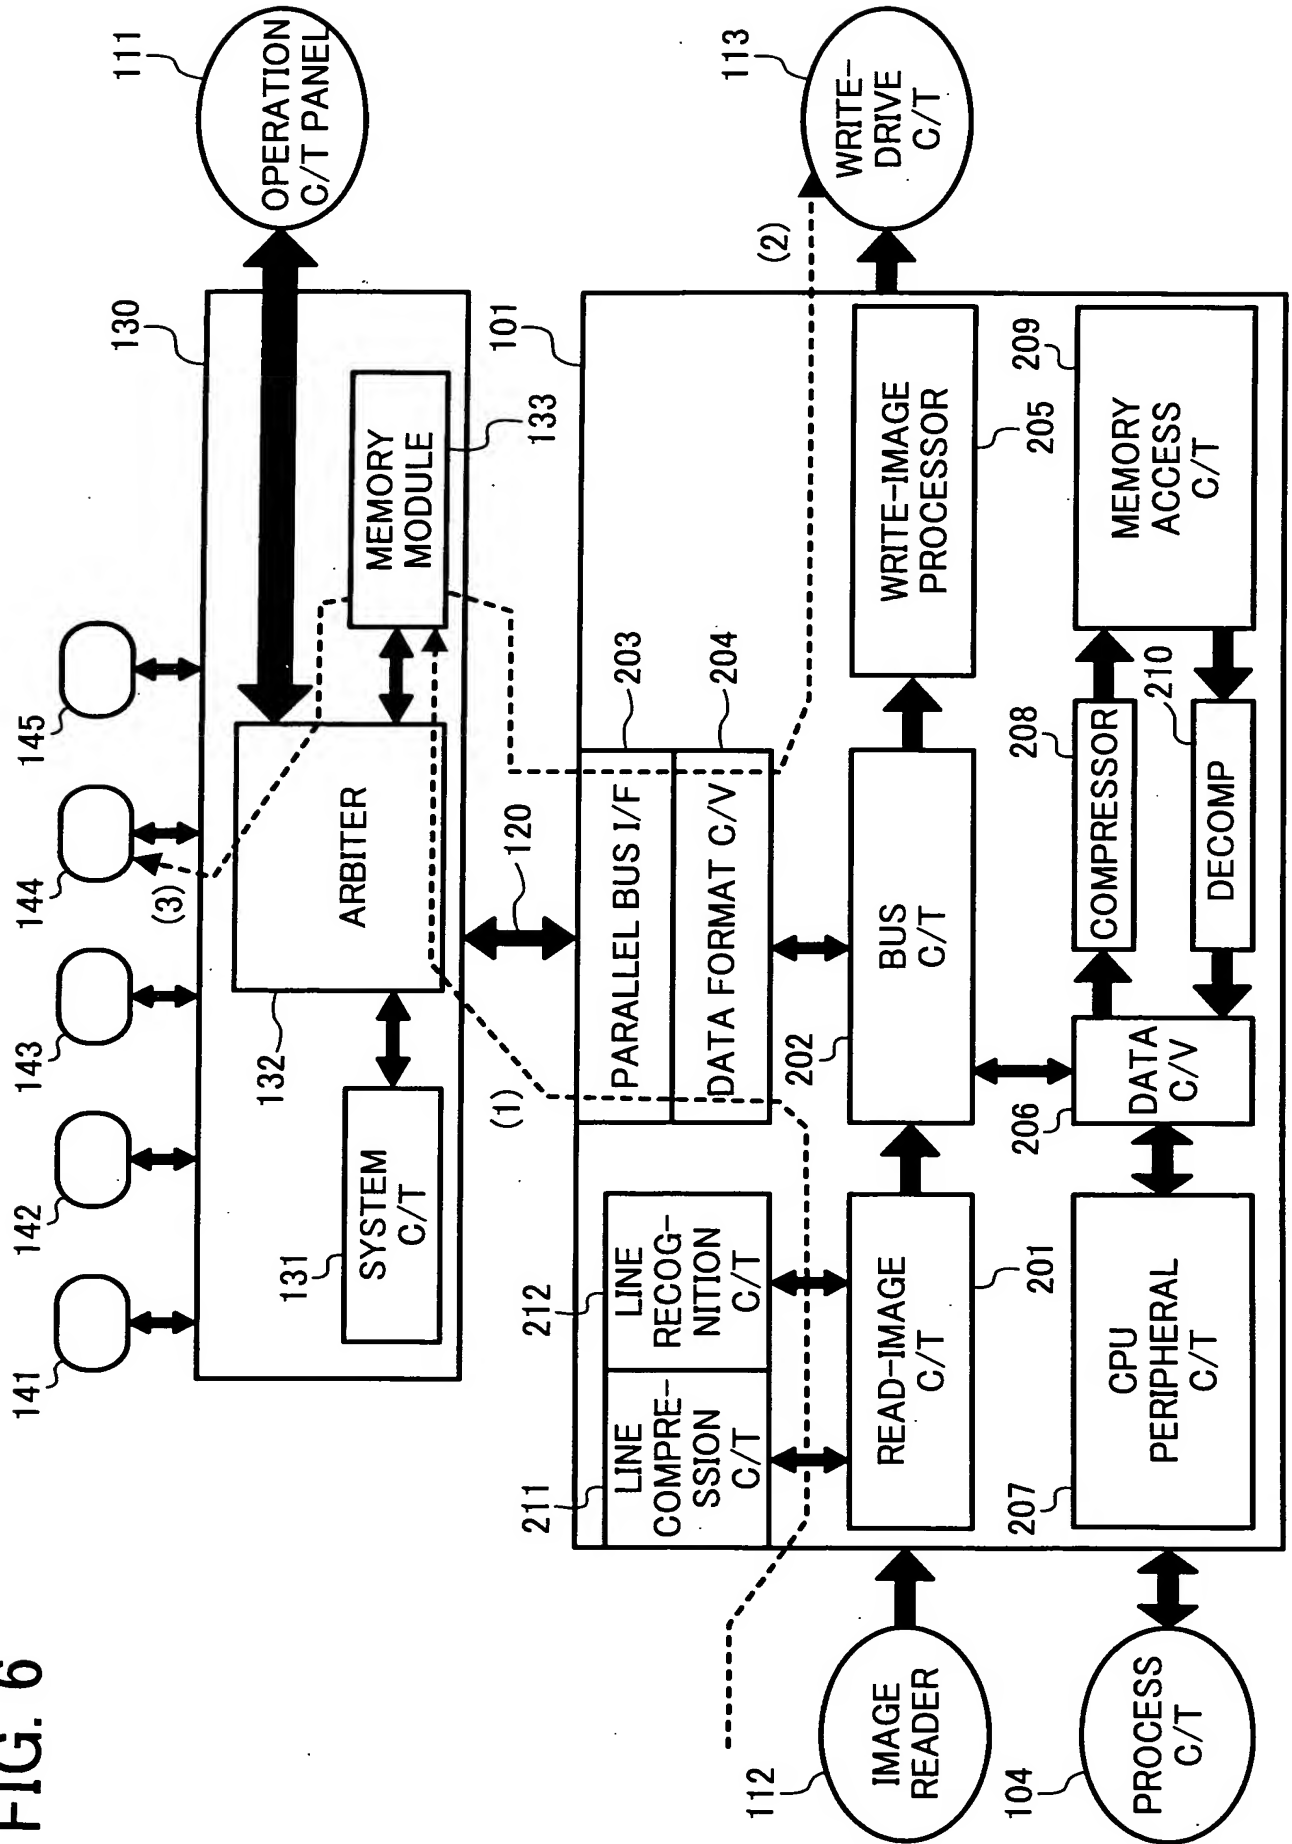 FIG. 6
141
142
143
144
145
130
111
OPERATION
C/T PANEL
131
SYSTEM
C/T
132
ARBITER
(3)
MEMORY
MODULE
133
(1)
120
101
(2)
211
LINE
COMPRE-
SSION
C/T
212
LINE
RECOG-
NITION
C/T
PARALLEL BUS I/F
203
DATA FORMAT C/V
204
112
IMAGE
READER
READ-IMAGE
C/T
201
202
BUS
C/T
WRITE-IMAGE
PROCESSOR
205
113
WRITE-
DRIVE
C/T
104
PROCESS
C/T
207
CPU
PERIPHERAL
C/T
206
DATA
C/V
208
COMPRESSOR
210
DECOMP
209
MEMORY
ACCESS
C/T